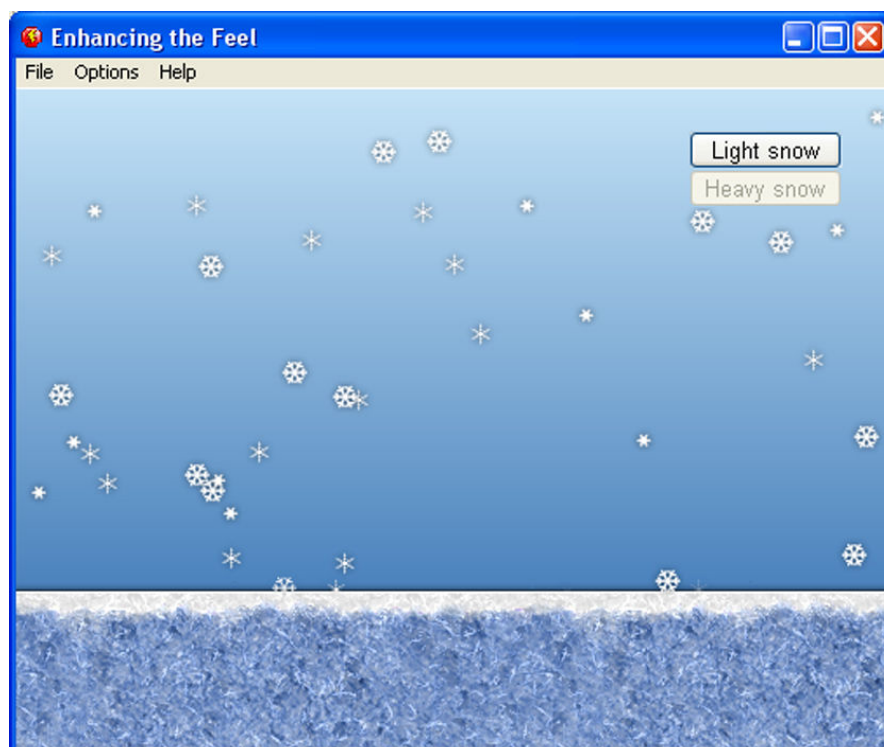 Enhancing the Feel
File Options Help
Light snow
Heavy snow